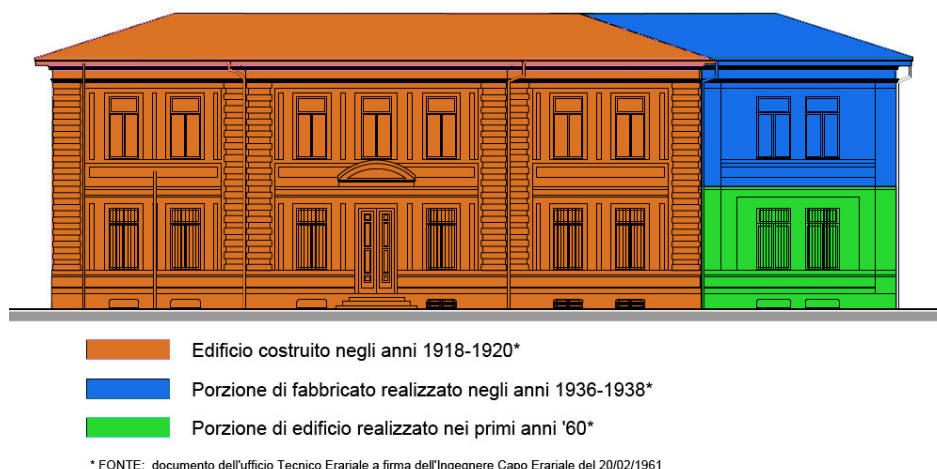 Edificio costruito negli anni 1918-1920*
Porzione di fabbricato realizzato negli anni 1936-1938*
Porzione di edificio realizzato nei primi anni '60*
* FONTE: documento dell'ufficio Tecnico Erariale a firma dell'Ingegnere Capo Erariale del 20/02/1961